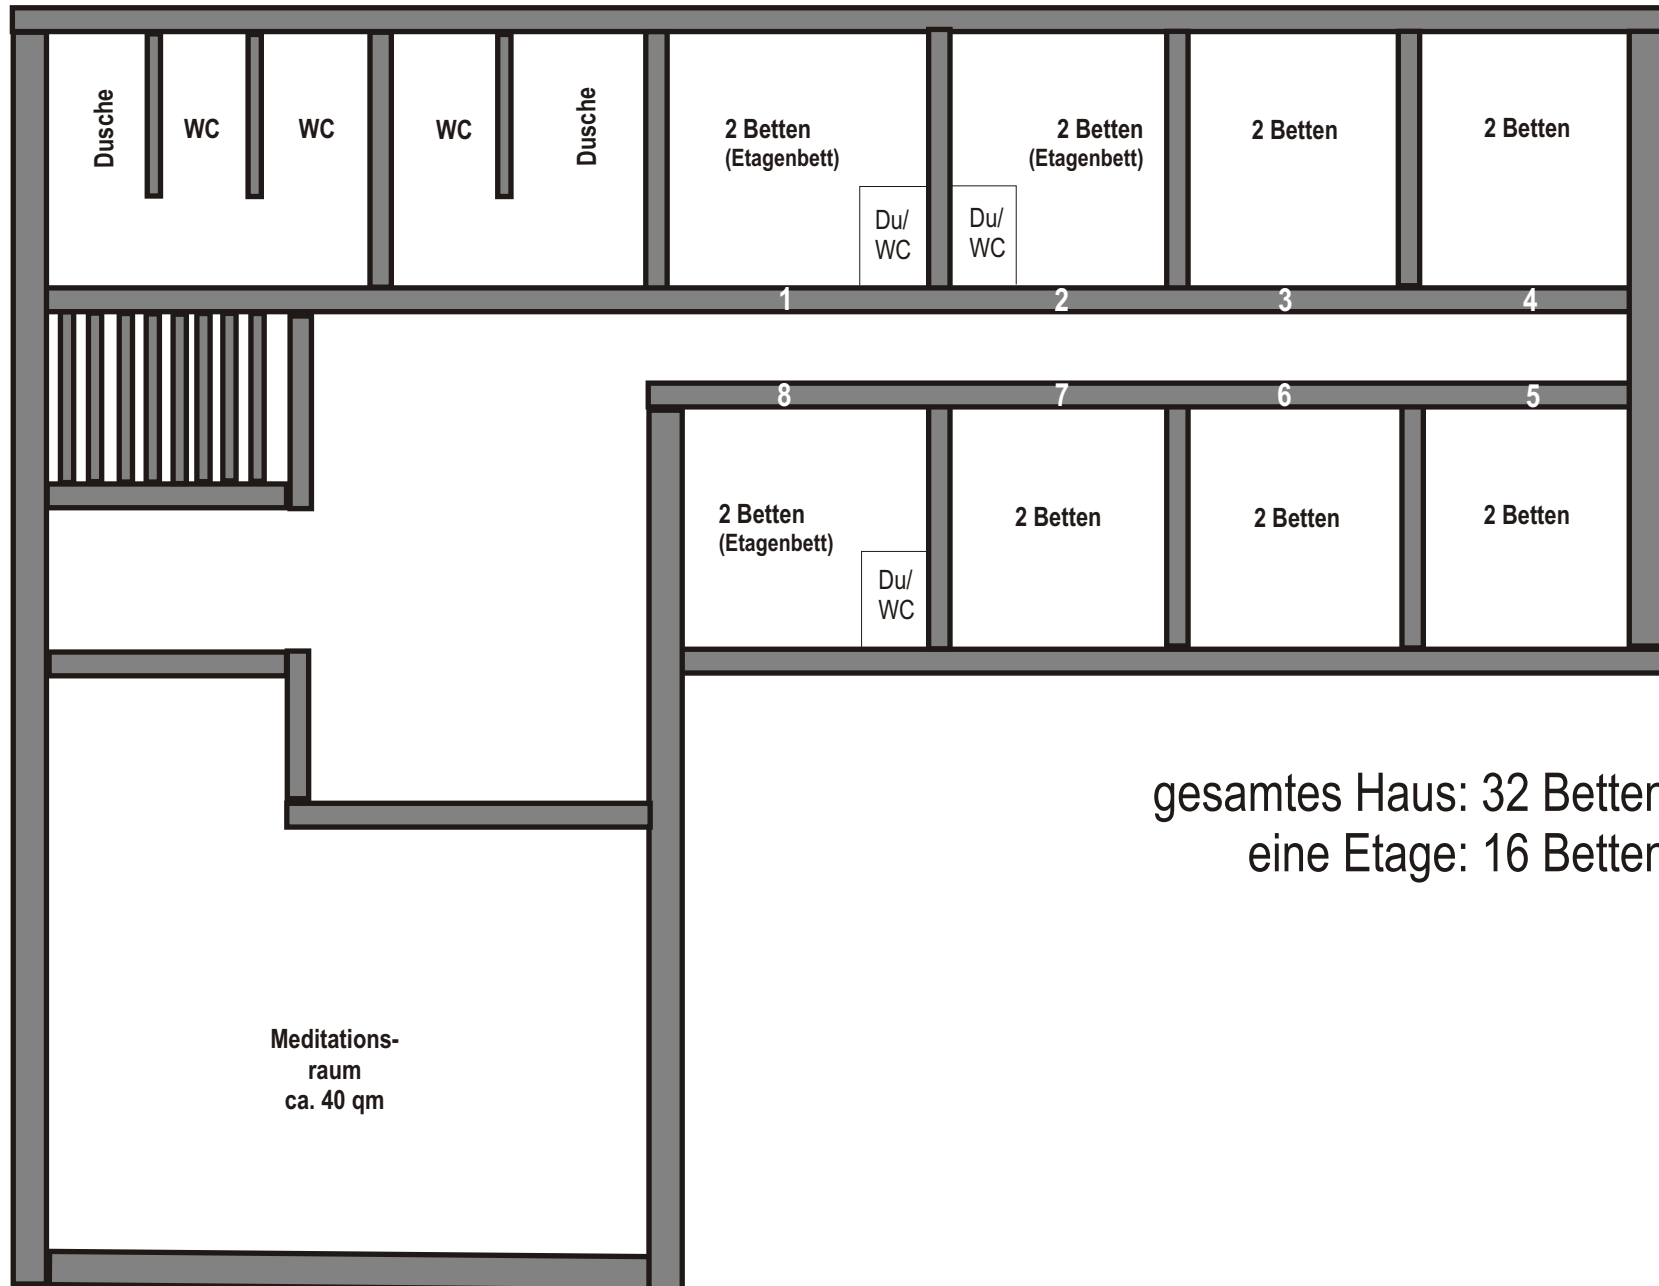 Dusche
WC
WC
WC
Dusche
2 Betten
(Etagenbett)
2 Betten
(Etagenbett)
2 Betten
2 Betten
Du/
WC
Du/
WC
1
2
3
4
8
7
6
5
2 Betten
(Etagenbett)
2 Betten
2 Betten
2 Betten
Du/
WC
gesamtes Haus: 32 Betten
eine Etage: 16 Betten
Meditations-
raum
ca. 40 qm